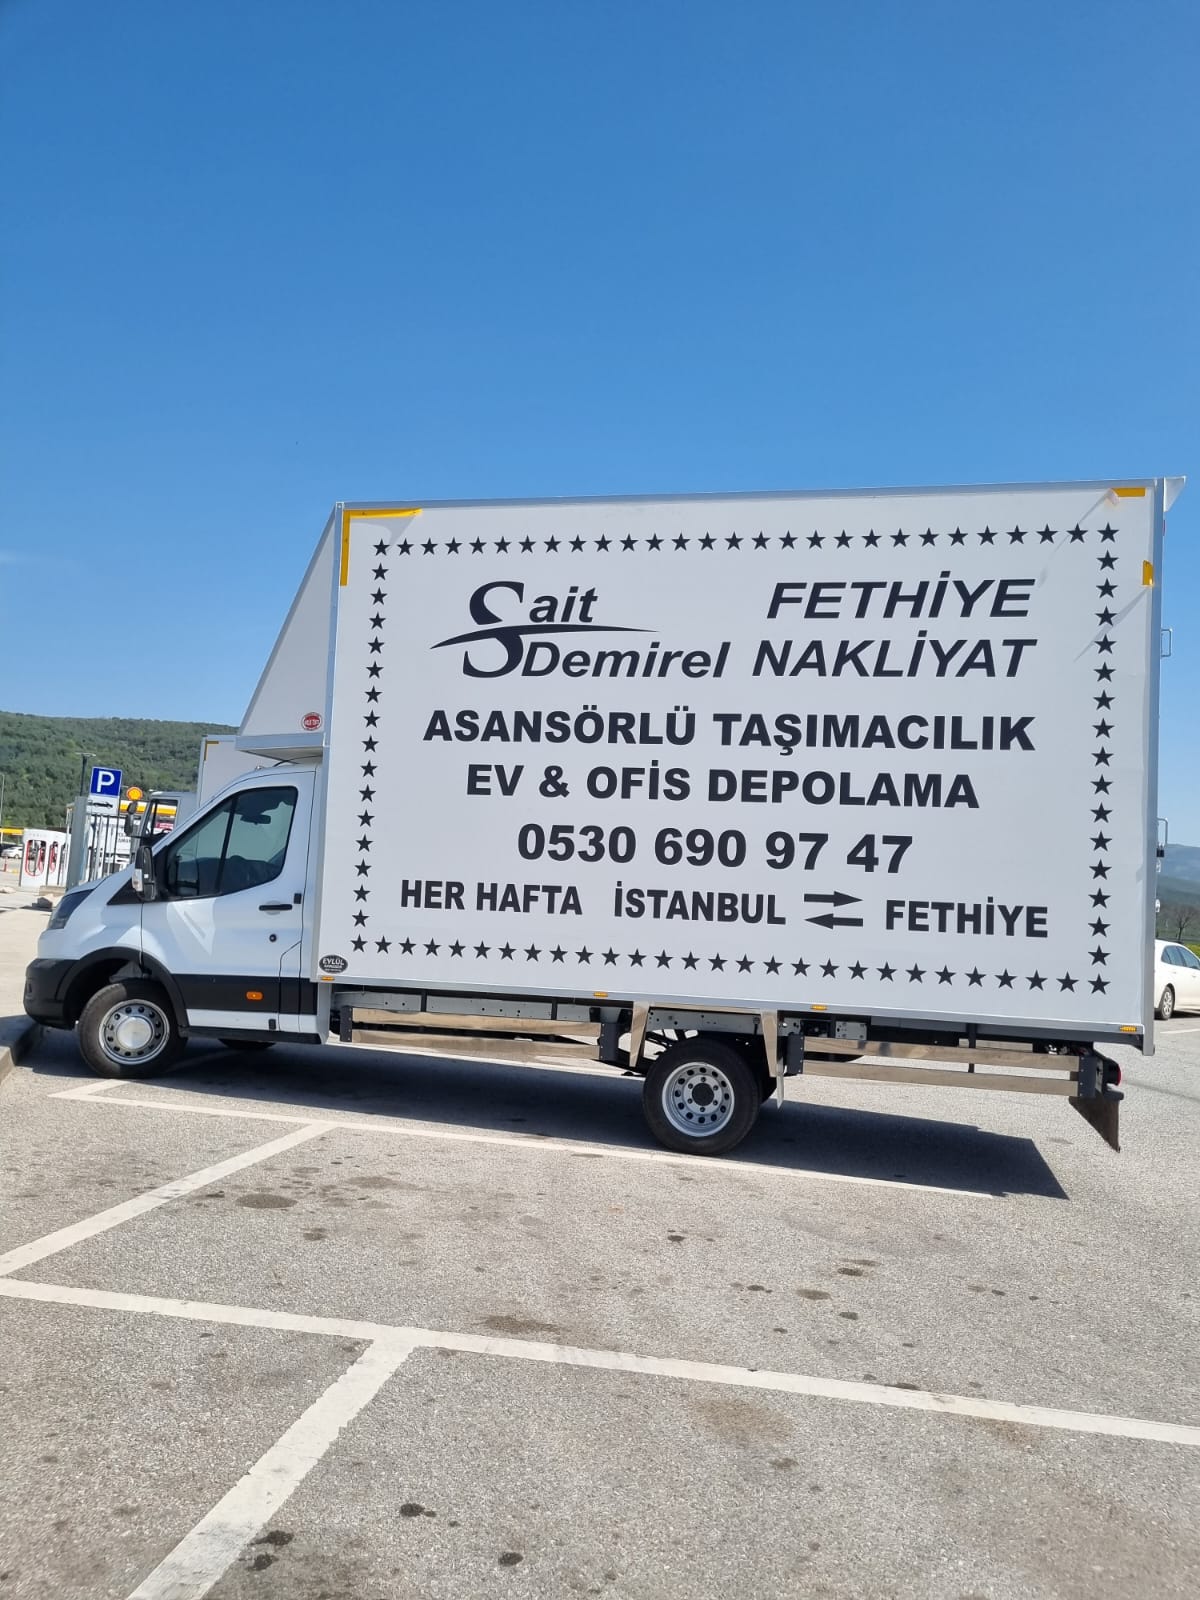 Sait
Demirel
FETHİYE
NAKLİYAT
ASANSÖRLÜ TAŞIMACILIK
EV & OFİS DEPOLAMA
0530 690 97 47
HER HAFTA İSTANBUL ⇄ FETHİYE
EYLÜL
P